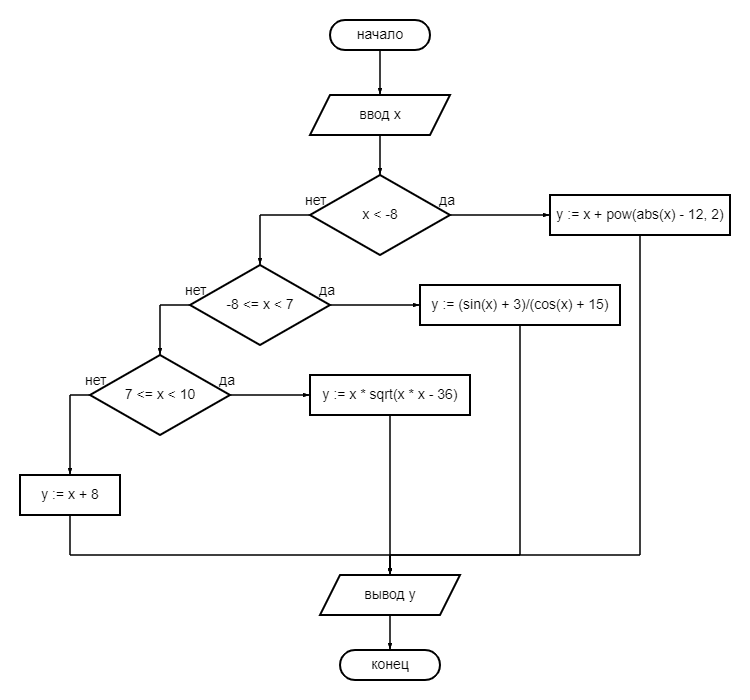 начало
ввод x
нет
да
x < -8
y := x + pow(abs(x) - 12, 2)
нет
да
-8 <= x < 7
y := (sin(x) + 3)/(cos(x) + 15)
нет
да
7 <= x < 10
y := x * sqrt(x * x - 36)
y := x + 8
вывод y
конец